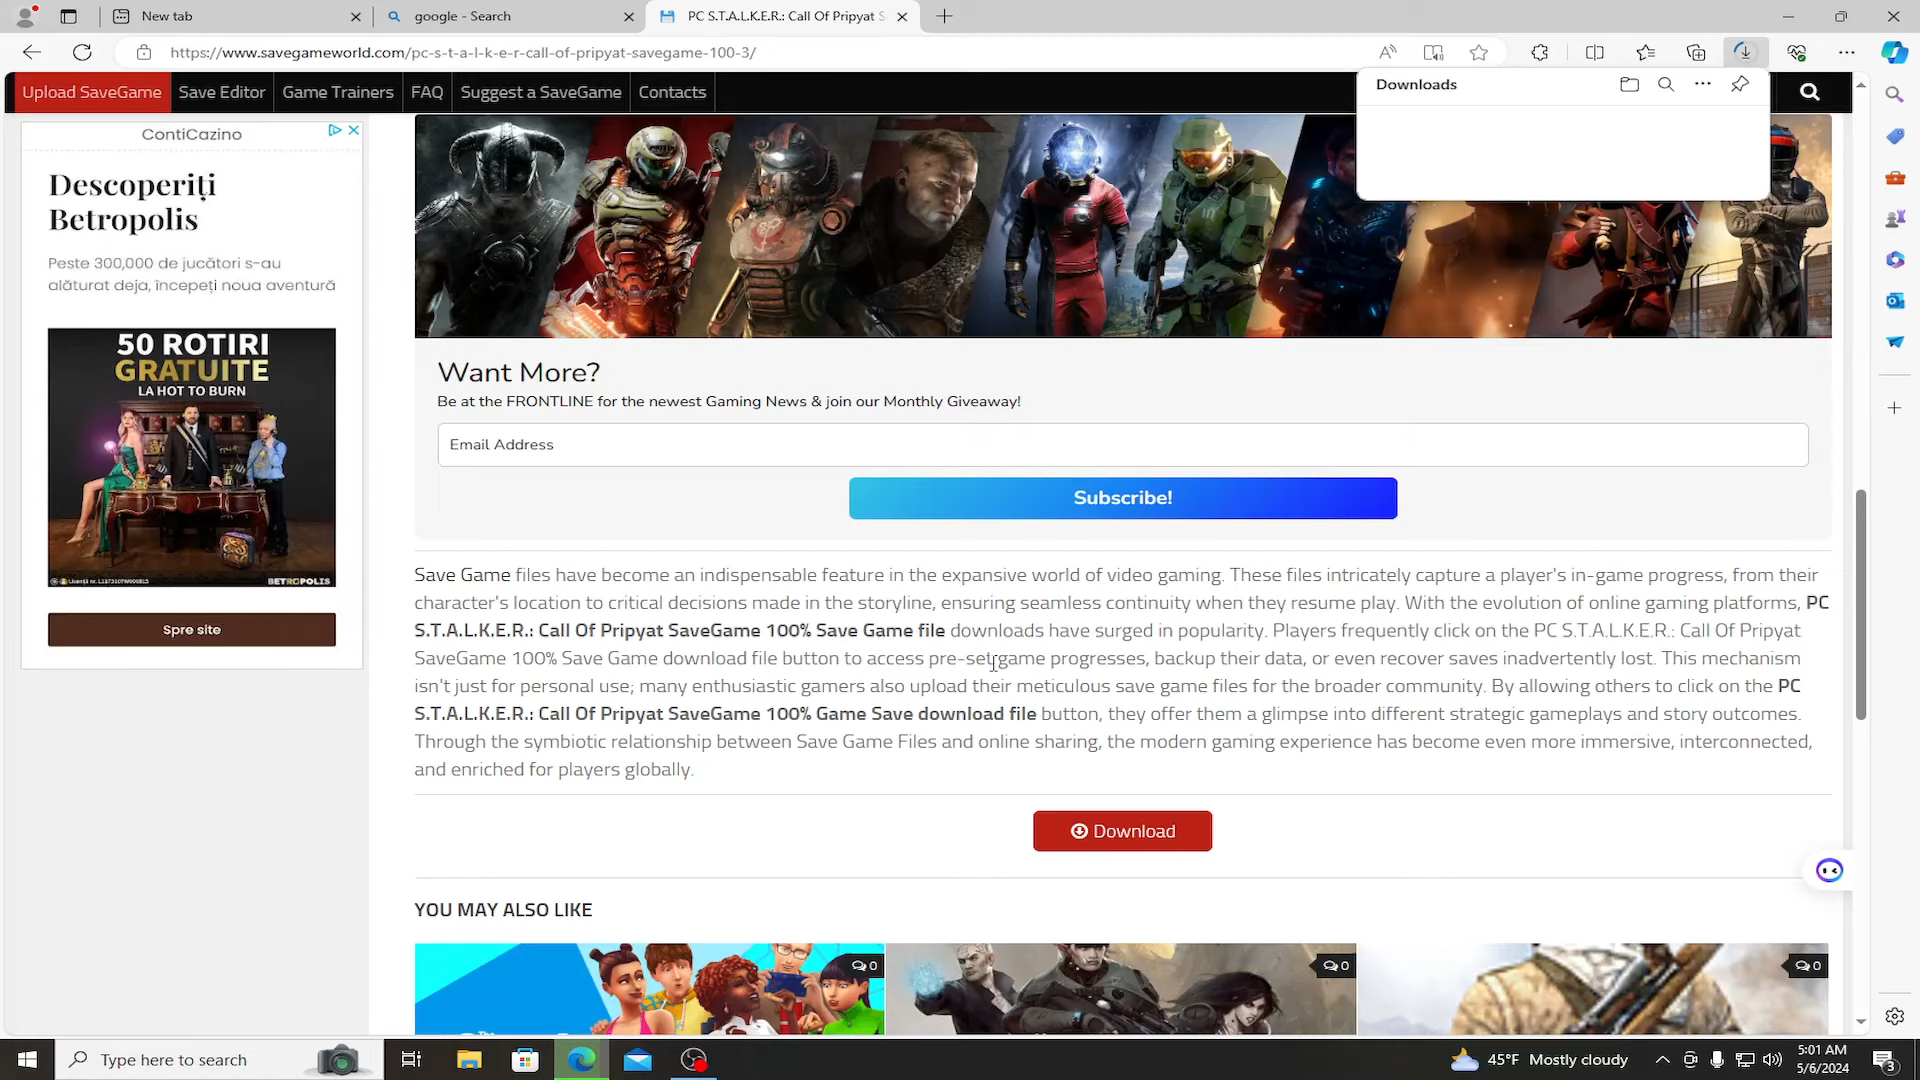 New tab
google - Search
PC S.T.A.L.K.E.R.: Call Of Pripyat S
https://www.savegameworld.com/pc-s-t-a-l-k-e-r-call-of-pripyat-savegame-100-3/
Upload SaveGame
Save Editor
Game Trainers
FAQ
Suggest a SaveGame
Contacts
Downloads
ContiCazino
Descoperiți
Betropolis
Peste 300,000 de jucători s-au
alăturat deja, începeți noua aventură
50 ROTIRI
GRATUITE
LA HOT TO BURN
BETROPOLIS
Spre site
Want More?
Be at the FRONTLINE for the newest Gaming News & join our Monthly Giveaway!
Email Address
Subscribe!
Save Game files have become an indispensable feature in the expansive world of video gaming. These files intricately capture a player's in-game progress, from their
character's location to critical decisions made in the storyline, ensuring seamless continuity when they resume play. With the evolution of online gaming platforms, PC
S.T.A.L.K.E.R.: Call Of Pripyat SaveGame 100% Save Game file downloads have surged in popularity. Players frequently click on the PC S.T.A.L.K.E.R.: Call Of Pripyat
SaveGame 100% Save Game download file button to access pre-set game progresses, backup their data, or even recover saves inadvertently lost. This mechanism
isn't just for personal use; many enthusiastic gamers also upload their meticulous save game files for the broader community. By allowing others to click on the PC
S.T.A.L.K.E.R.: Call Of Pripyat SaveGame 100% Game Save download file button, they offer them a glimpse into different strategic gameplays and story outcomes.
Through the symbiotic relationship between Save Game Files and online sharing, the modern gaming experience has become even more immersive, interconnected,
and enriched for players globally.
Download
YOU MAY ALSO LIKE
0
0
0
Type here to search
45°F Mostly cloudy
5:01 AM
5/6/2024
3